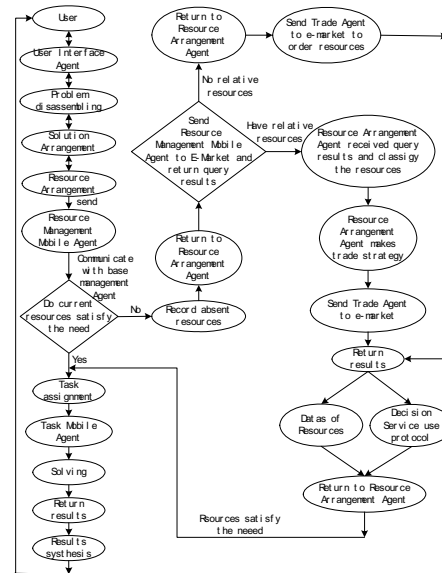 User
User Interface
Agent
Problem
disassembling
Solution
Arrangement
Resource
Arrangement
send
Resource
Management
Mobile Agent
Communicate
with base
management
Agent
Do current
resources satisfy
the need
No
Record absent
resources
Return to
Resource
Arrangement
Agent
Send
Resource
Management Mobile
Agent to E-Market and
return query
results
No relative
resources
Return to
Resource
Arrangement
Agent
Send Trade Agent
to e-market to
order resources
Have relative
resources
Resource Arrangement
Agent received query
results and classigy
the resources
Resource
Arrangement
Agent makes
trade strategy
Send Trade Agent
to e-market
Return
results
Datas of
Resources
Decision
Service use
protocol
Return to Resource
Arrangement Agent
Rsources satisfy
the neeed
Yes
Task
assignment
Task Mobile
Agent
Solving
Return
results
Results
systhesis